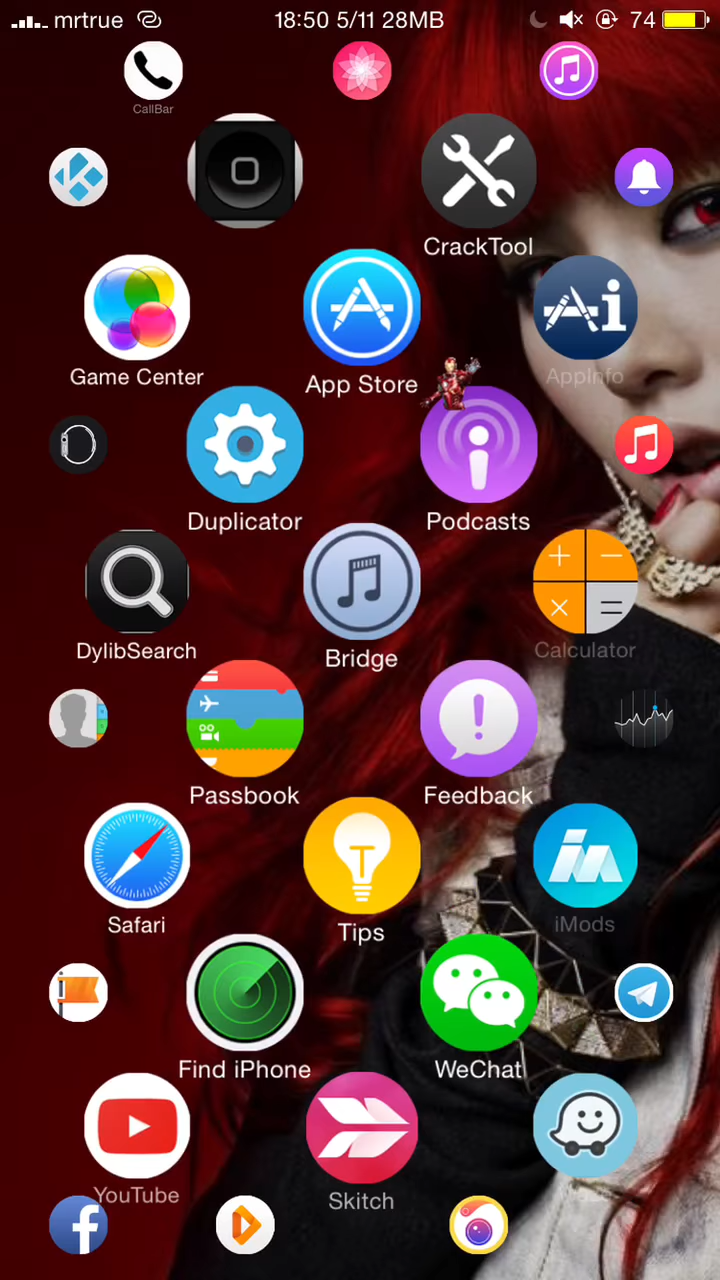 mrtrue 18:50 5/11 28MB 74
CallBar
CrackTool
Game Center
App Store
AppInfo
Duplicator
Podcasts
DylibSearch
Bridge
Calculator
Passbook
Feedback
Safari
Tips
iMods
Find iPhone
WeChat
YouTube
Skitch